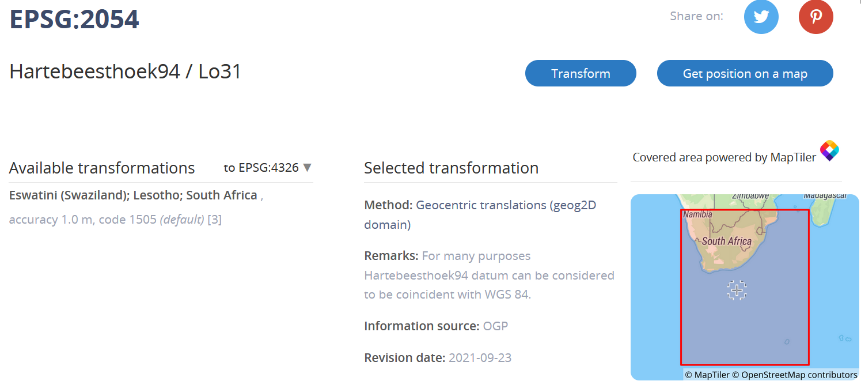 EPSG:2054
Share on:
Hartebeesthoek94 / Lo31
Transform
Get position on a map
Available transformations to EPSG:4326 ▼
Eswatini (Swaziland); Lesotho; South Africa ,
accuracy 1.0 m, code 1505 (default) [3]
Selected transformation
Method: Geocentric translations (geog2D
domain)
Remarks: For many purposes
Hartebeesthoek94 datum can be considered
to be coincident with WGS 84.
Information source: OGP
Revision date: 2021-09-23
Covered area powered by MapTiler
Zimbabwe
Madagascar
Namibia
South Africa
© MapTiler © OpenStreetMap contributors